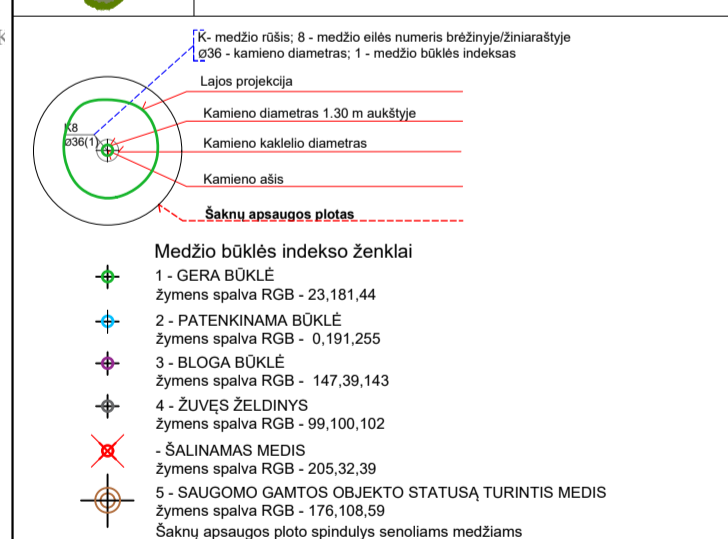 K- medžio rūšis; 8 - medžio eilės numeris brėžinyje/žiniaraštyje
Ø36 - kamieno diametras; 1 - medžio būklės indeksas
Lajos projekcija
Kamieno diametras 1.30 m aukštyje
K8
Ø36(1)
Kamieno kaklelio diametras
Kamieno ašis
Šaknų apsaugos plotas
Medžio būklės indekso ženklai
1 - GERA BŪKLĖ
žymens spalva RGB - 23,181,44
2 - PATENKINAMA BŪKLĖ
žymens spalva RGB - 0,191,255
3 - BLOGA BŪKLĖ
žymens spalva RGB - 147,39,143
4 - ŽUVĘS ŽELDINYS
žymens spalva RGB - 99,100,102
- ŠALINAMAS MEDIS
žymens spalva RGB - 205,32,39
5 - SAUGOMO GAMTOS OBJEKTO STATUSĄ TURINTIS MEDIS
žymens spalva RGB - 176,108,59
Šaknų apsaugos ploto spindulys senoliams medžiams